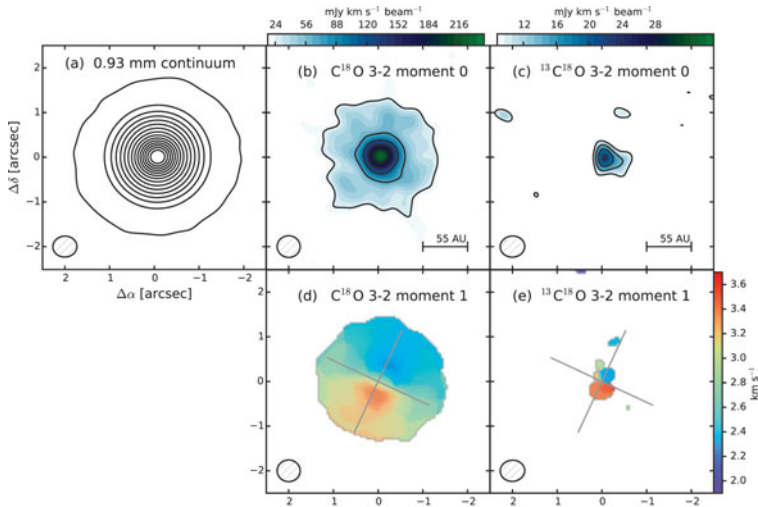 mJy km s⁻¹ beam⁻¹
mJy km s⁻¹ beam⁻¹
24 56 88 120 152 184 216
12 16 20 24 28
(a) 0.93 mm continuum
(b) C¹⁸O 3-2 moment 0
(c) ¹³C¹⁸O 3-2 moment 0
2
1
0
−1
−2
Δδ [arcsec]
55 AU
55 AU
2 1 0 −1 −2
Δα [arcsec]
(d) C¹⁸O 3-2 moment 1
(e) ¹³C¹⁸O 3-2 moment 1
2
1
0
−1
−2
2 1 0 −1 −2
2 1 0 −1 −2
3.6
3.4
3.2
3.0
2.8
2.6
2.4
2.2
2.0
km s⁻¹